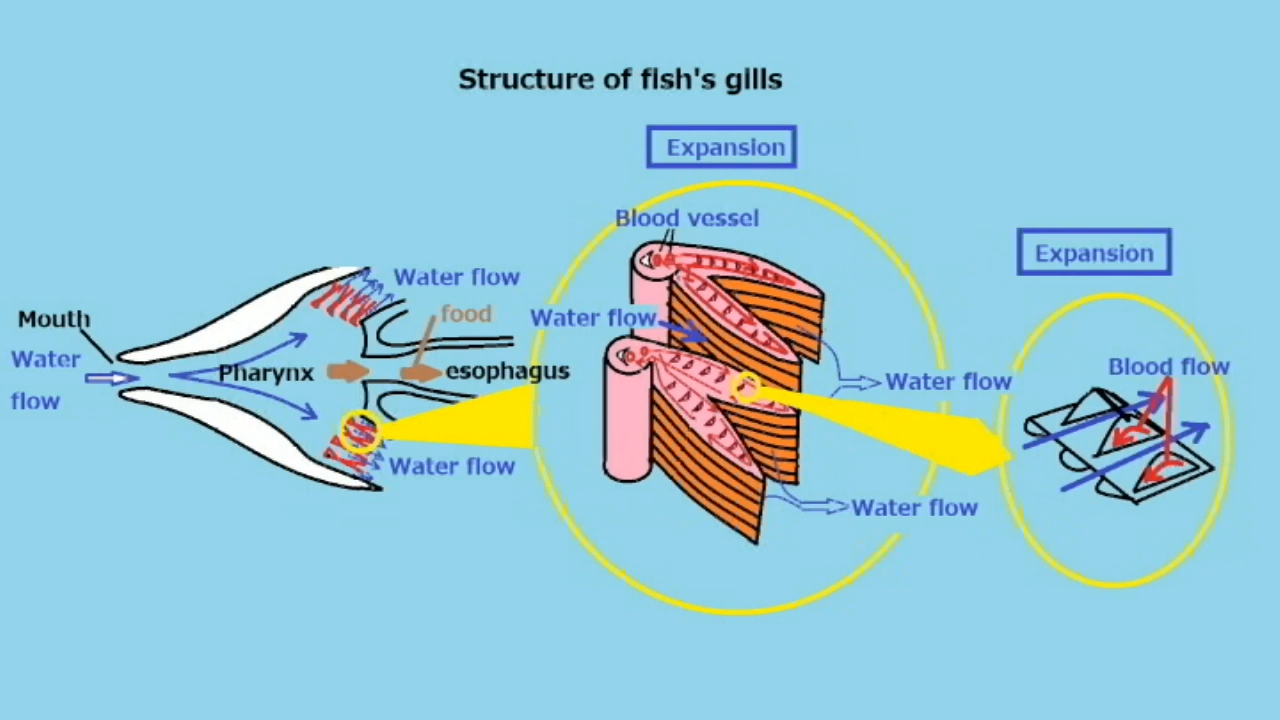 Structure of fish's gills
Expansion
Blood vessel
Expansion
Water flow
food
Mouth
Water flow
Water
flow
Pharynx
esophagus
Blood flow
Water flow
Water flow
Water flow